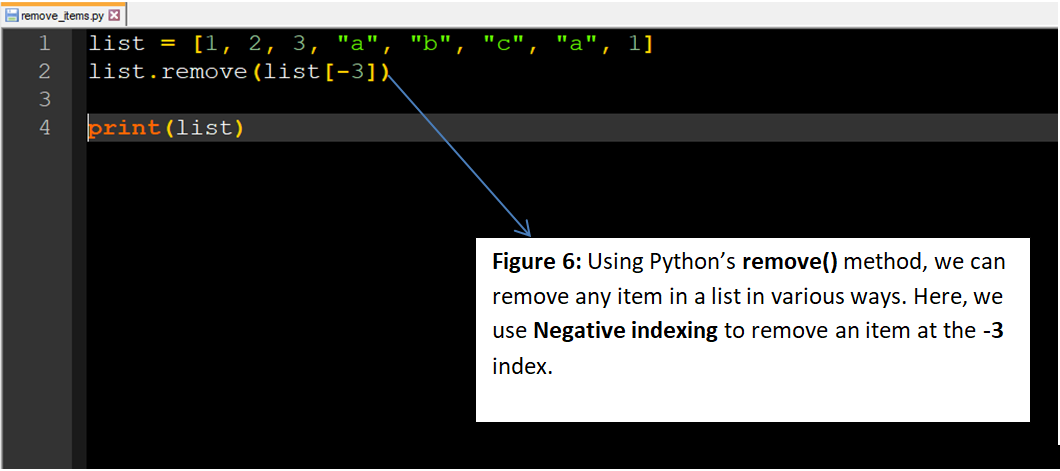 remove_items.py
1 list = [1, 2, 3, "a", "b", "c", "a", 1]
2 list.remove(list[-3])
3
4 print(list)
Figure 6: Using Python’s remove() method, we can
remove any item in a list in various ways. Here, we
use Negative indexing to remove an item at the -3
index.